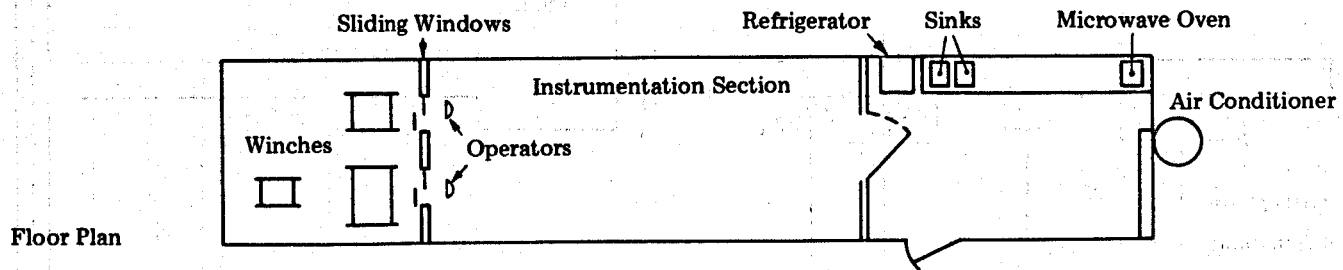 Refrigerator
Sinks
Microwave Oven
Sliding Windows
Instrumentation Section
Air Conditioner
Winches
Operators
Floor Plan